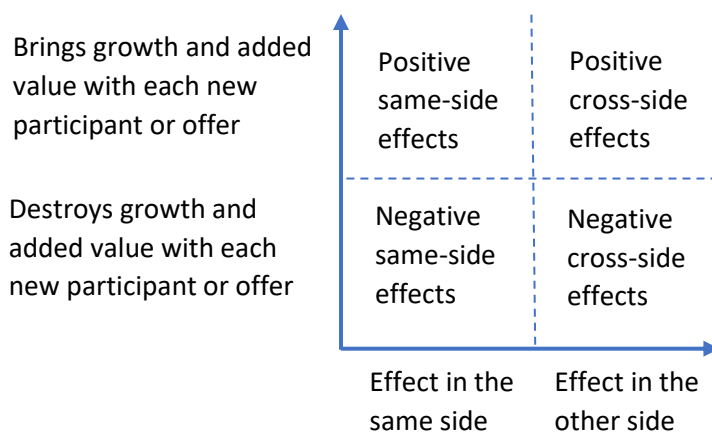 Brings growth and added
value with each new
participant or offer
Positive
same-side
effects
Positive
cross-side
effects
Destroys growth and
added value with each
new participant or offer
Negative
same-side
effects
Negative
cross-side
effects
Effect in the
same side
Effect in the
other side